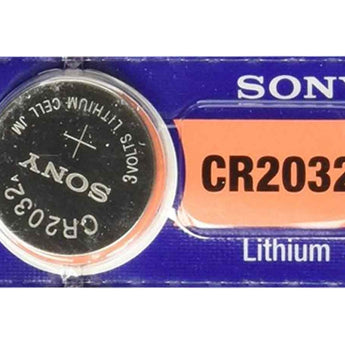 SONY
CR2032
Lithium
3VOLTS LITHIUM CELL JM
+
SONY
CR2032